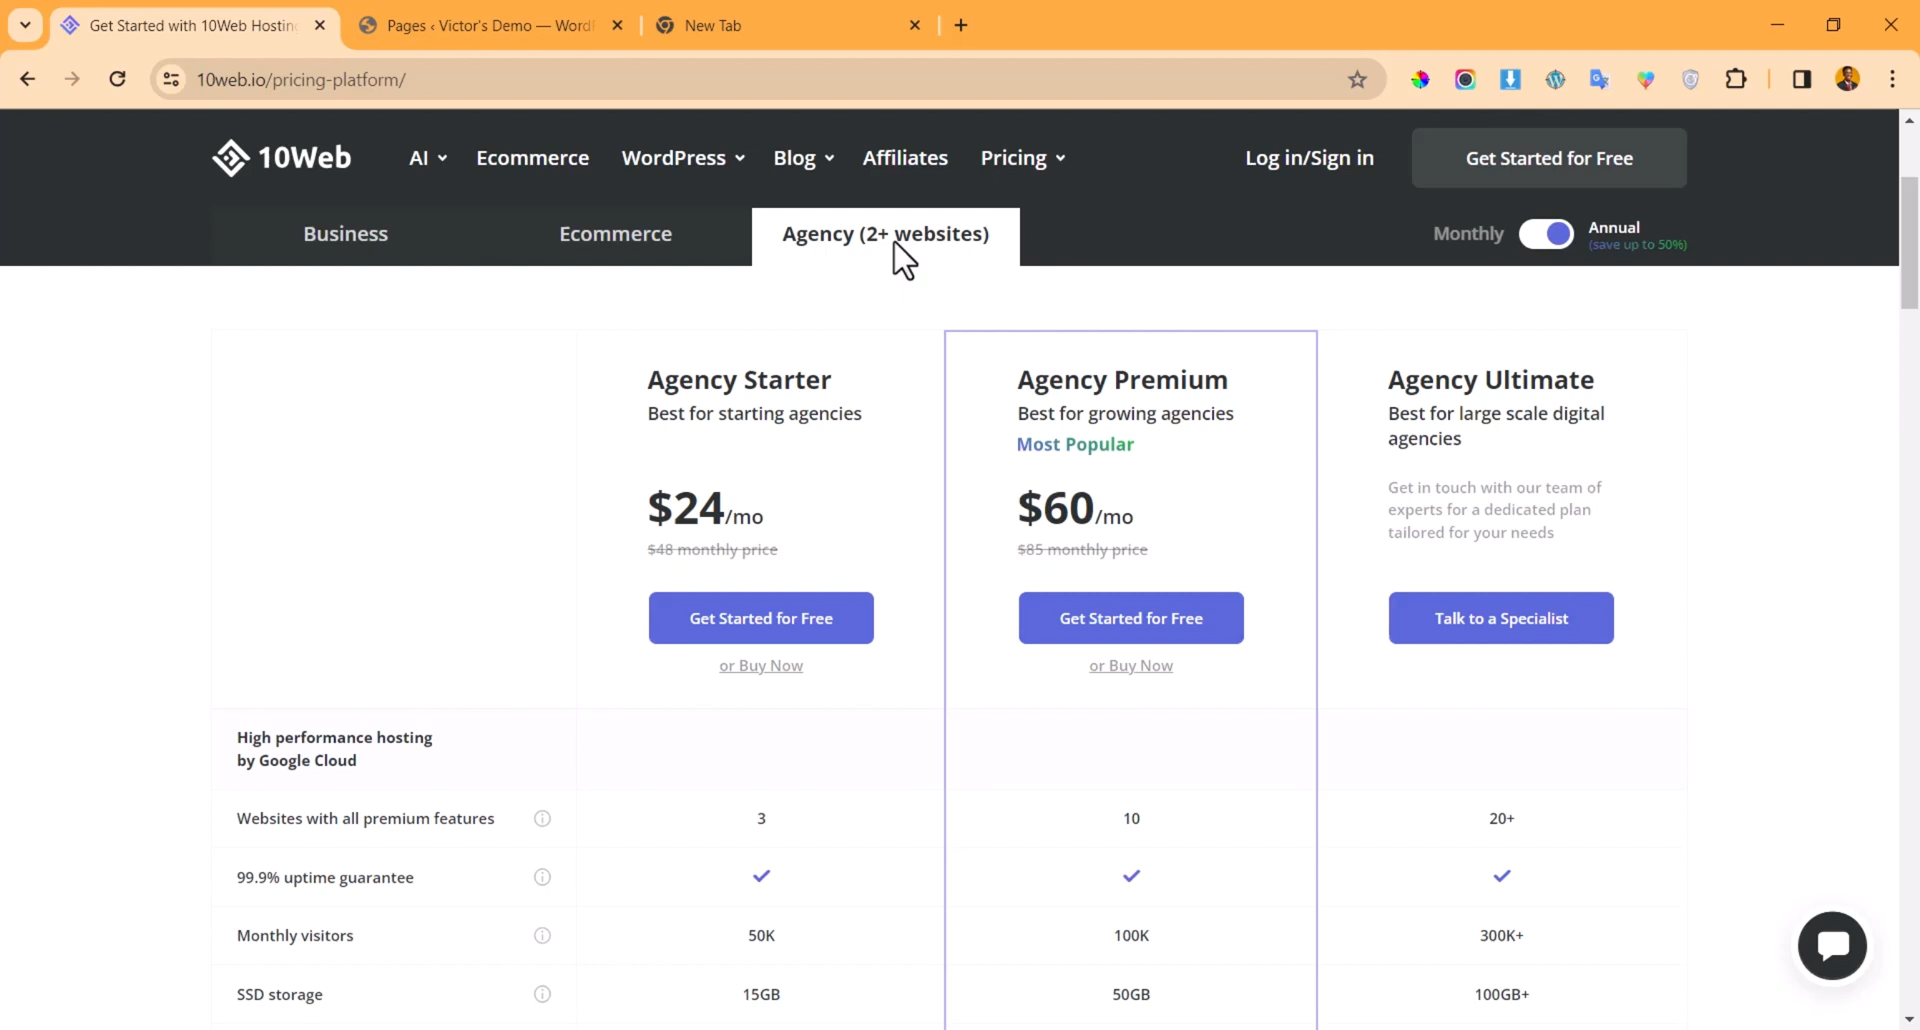 Get Started with 10Web Hostin
Pages ‹ Victor's Demo — Word
New Tab
10web.io/pricing-platform/
10Web
AI
Ecommerce
WordPress
Blog
Affiliates
Pricing
Log in/Sign in
Get Started for Free
Business
Ecommerce
Agency (2+ websites)
Monthly
Annual
(save up to 50%)
Agency Starter
Best for starting agencies
$24/mo
$48 monthly price
Get Started for Free
or Buy Now
Agency Premium
Best for growing agencies
Most Popular
$60/mo
$85 monthly price
Get Started for Free
or Buy Now
Agency Ultimate
Best for large scale digital
agencies
Get in touch with our team of
experts for a dedicated plan
tailored for your needs
Talk to a Specialist
High performance hosting
by Google Cloud
Websites with all premium features
3
10
20+
99.9% uptime guarantee
Monthly visitors
50K
100K
300K+
SSD storage
15GB
50GB
100GB+